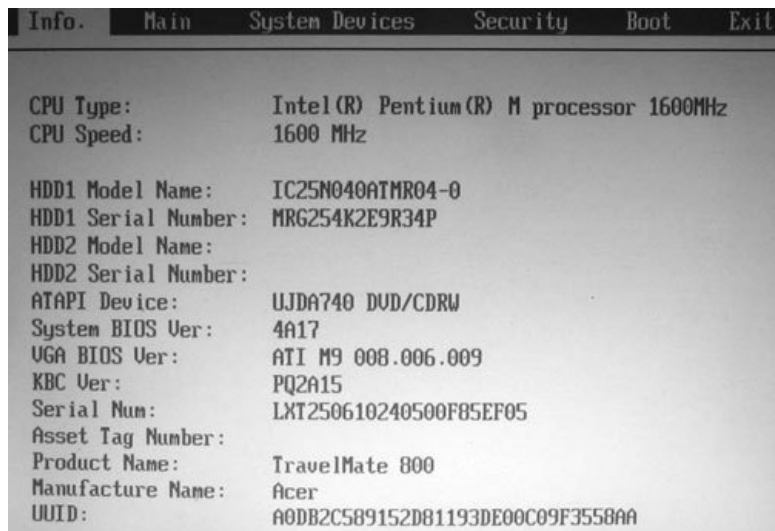 Info. Main System Devices Security Boot Exit
CPU Type: Intel(R) Pentium(R) M processor 1600MHz
CPU Speed: 1600 MHz
HDD1 Model Name: IC25N040ATMR04-0
HDD1 Serial Number: MRG254K2E9R34P
HDD2 Model Name:
HDD2 Serial Number:
ATAPI Device: UJDA740 DVD/CDRW
System BIOS Ver: 4A17
VGA BIOS Ver: ATI M9 008.006.009
KBC Ver: PQ2A15
Serial Num: LXT250610240500F85EF05
Asset Tag Number:
Product Name: TravelMate 800
Manufacture Name: Acer
UUID: A0DB2C589152D81193DE00C09F3558AA